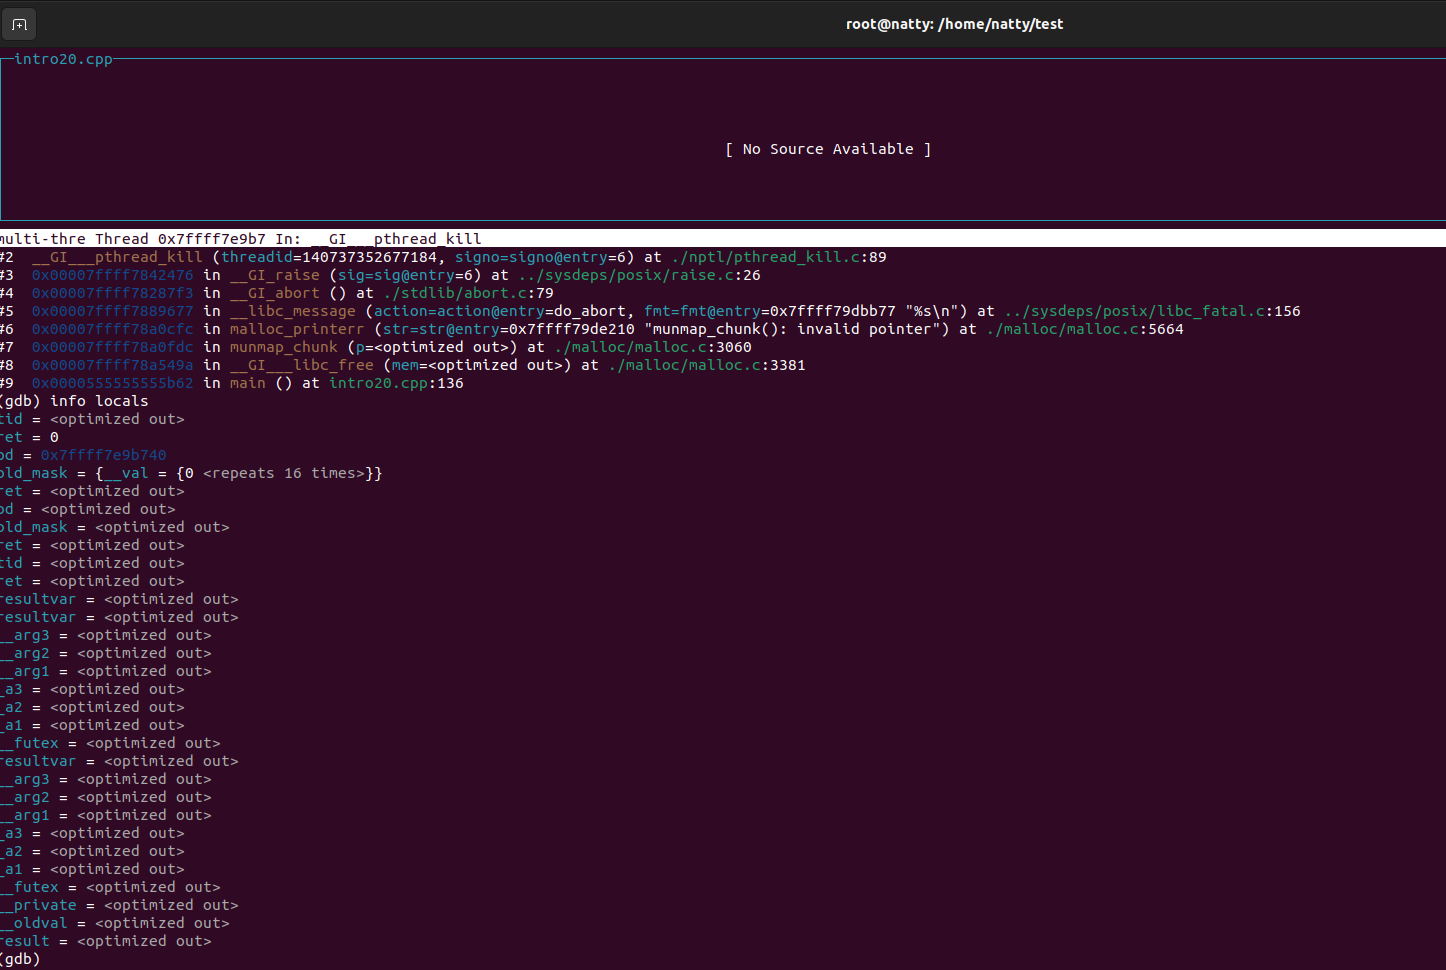 root@natty: /home/natty/test
intro20.cpp
[ No Source Available ]
multi-thre Thread 0x7ffff7e9b7 In: __GI___pthread_kill
#2  __GI___pthread_kill (threadid=140737352677184, signo=signo@entry=6) at ./nptl/pthread_kill.c:89
#3  0x00007ffff7842476 in __GI_raise (sig=sig@entry=6) at ../sysdeps/posix/raise.c:26
#4  0x00007ffff78287f3 in __GI_abort () at ./stdlib/abort.c:79
#5  0x00007ffff7889677 in __libc_message (action=action@entry=do_abort, fmt=fmt@entry=0x7ffff79dbb77 "%s\n") at ../sysdeps/posix/libc_fatal.c:156
#6  0x00007ffff78a0cfc in malloc_printerr (str=str@entry=0x7ffff79de210 "munmap_chunk(): invalid pointer") at ./malloc/malloc.c:5664
#7  0x00007ffff78a0fdc in munmap_chunk (p=<optimized out>) at ./malloc/malloc.c:3060
#8  0x00007ffff78a549a in __GI___libc_free (mem=<optimized out>) at ./malloc/malloc.c:3381
#9  0x0000555555555b62 in main () at intro20.cpp:136
(gdb) info locals
tid = <optimized out>
ret = 0
pd = 0x7ffff7e9b740
old_mask = {__val = {0 <repeats 16 times>}}
ret = <optimized out>
pd = <optimized out>
old_mask = <optimized out>
ret = <optimized out>
tid = <optimized out>
ret = <optimized out>
resultvar = <optimized out>
resultvar = <optimized out>
__arg3 = <optimized out>
__arg2 = <optimized out>
__arg1 = <optimized out>
_a3 = <optimized out>
_a2 = <optimized out>
_a1 = <optimized out>
__futex = <optimized out>
resultvar = <optimized out>
__arg3 = <optimized out>
__arg2 = <optimized out>
__arg1 = <optimized out>
_a3 = <optimized out>
_a2 = <optimized out>
_a1 = <optimized out>
__futex = <optimized out>
__private = <optimized out>
__oldval = <optimized out>
result = <optimized out>
(gdb)